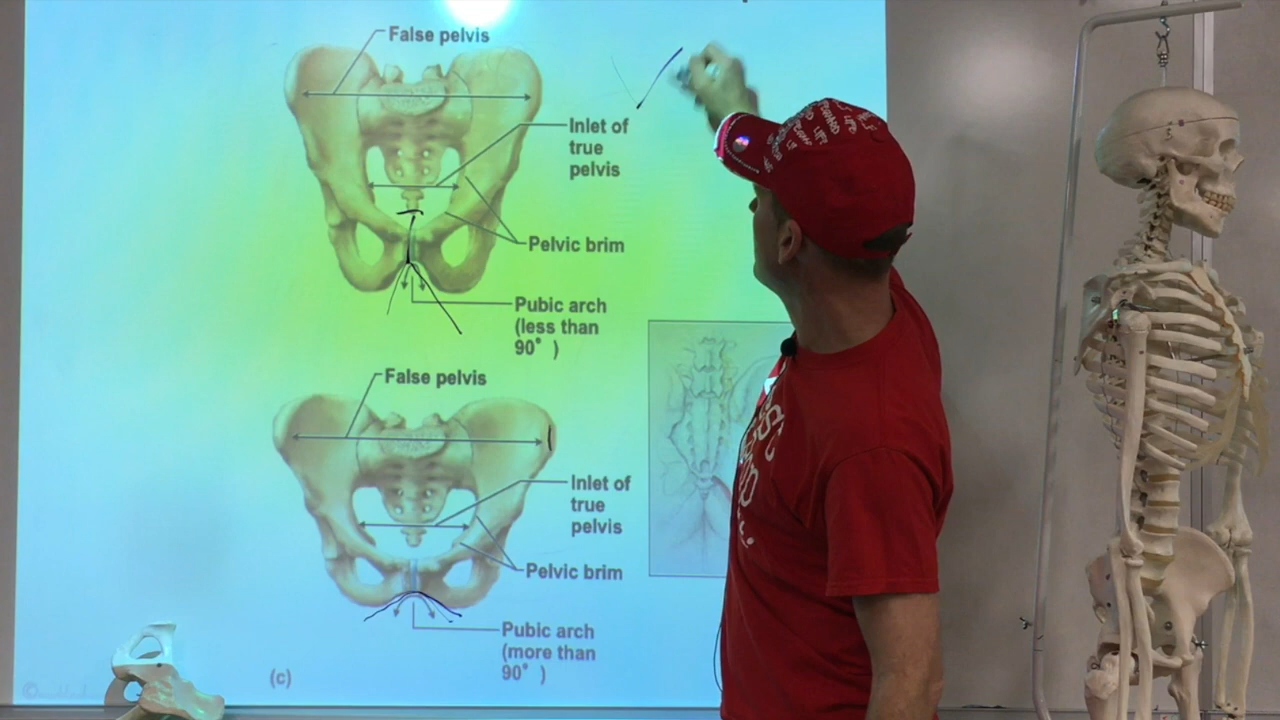 False pelvis
Inlet of
true
pelvis
Pelvic brim
Pubic arch
(less than
90° )
False pelvis
Inlet of
true
pelvis
Pelvic brim
Pubic arch
(more than
90° )
(c)